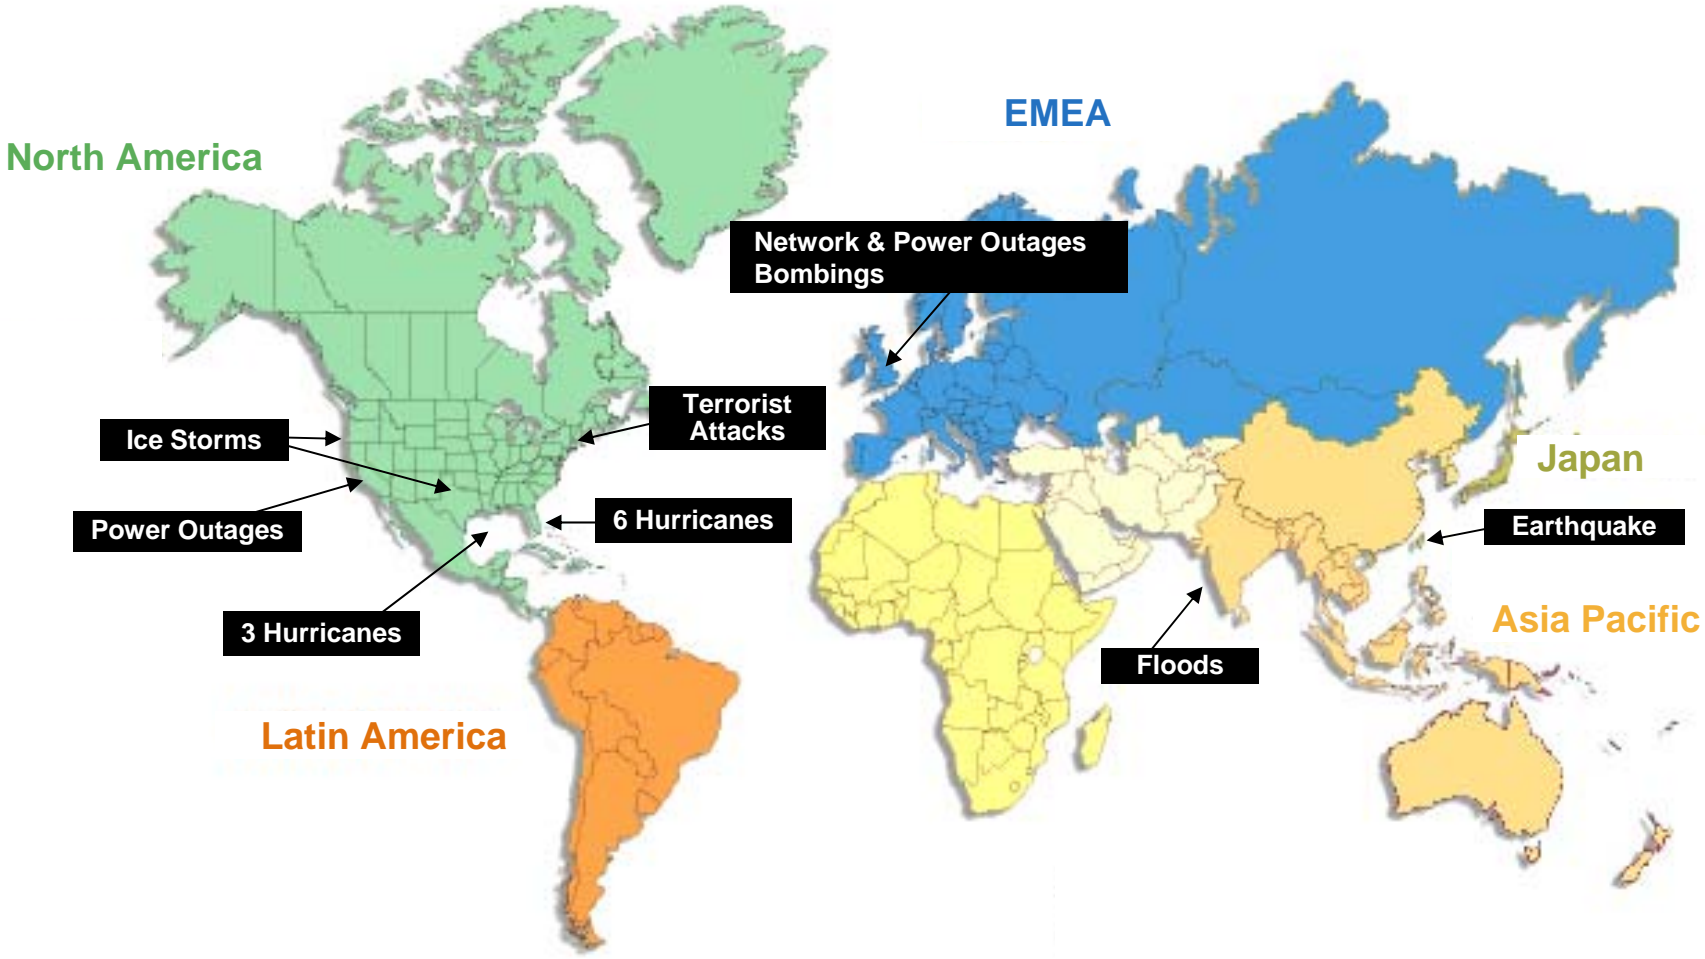 EMEA
North America
Network & Power Outages
Bombings
Terrorist
Attacks
Ice Storms
Japan
Power Outages
6 Hurricanes
Earthquake
3 Hurricanes
Asia Pacific
Floods
Latin America